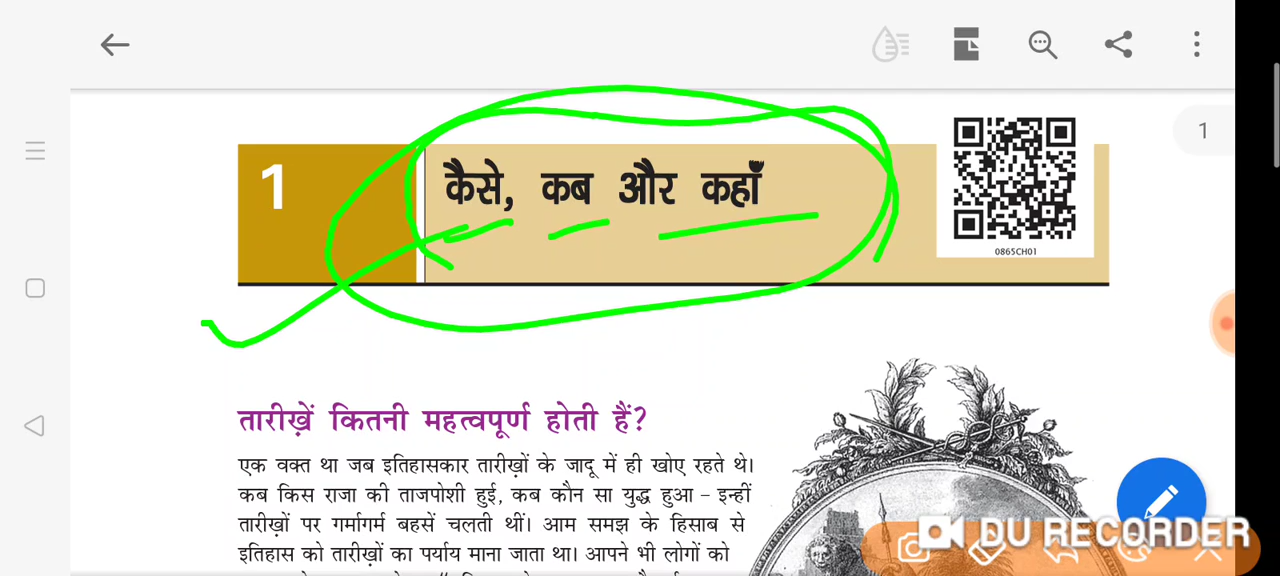 1
1
कैसे, कब और कहाँ
0865CH01
तारीख़ें कितनी महत्वपूर्ण होती हैं?
एक वक्त था जब इतिहासकार तारीख़ों के जादू में ही खोए रहते थे।
कब किस राजा की ताजपोशी हुई, कब कौन सा युद्ध हुआ – इन्हीं
तारीख़ों पर गर्मागर्म बहसें चलती थीं। आम समझ के हिसाब से
इतिहास को तारीख़ों का पर्याय माना जाता था। आपने भी लोगों को
DU RECORDER